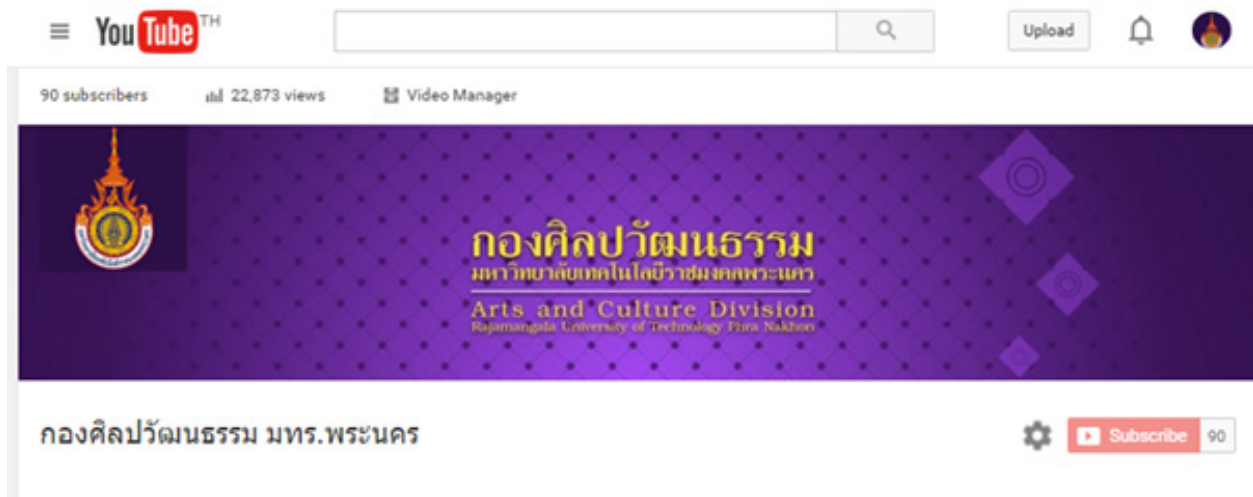 YouTube TH
Upload
90 subscribers 22,873 views Video Manager
กองศิลปวัฒนธรรม
มหาวิทยาลัยเทคโนโลยีราชมงคลพระนคร
Arts and Culture Division
Rajamangala University of Technology Phra Nakhon
กองศิลปวัฒนธรรม มทร.พระนคร
Subscribe 90